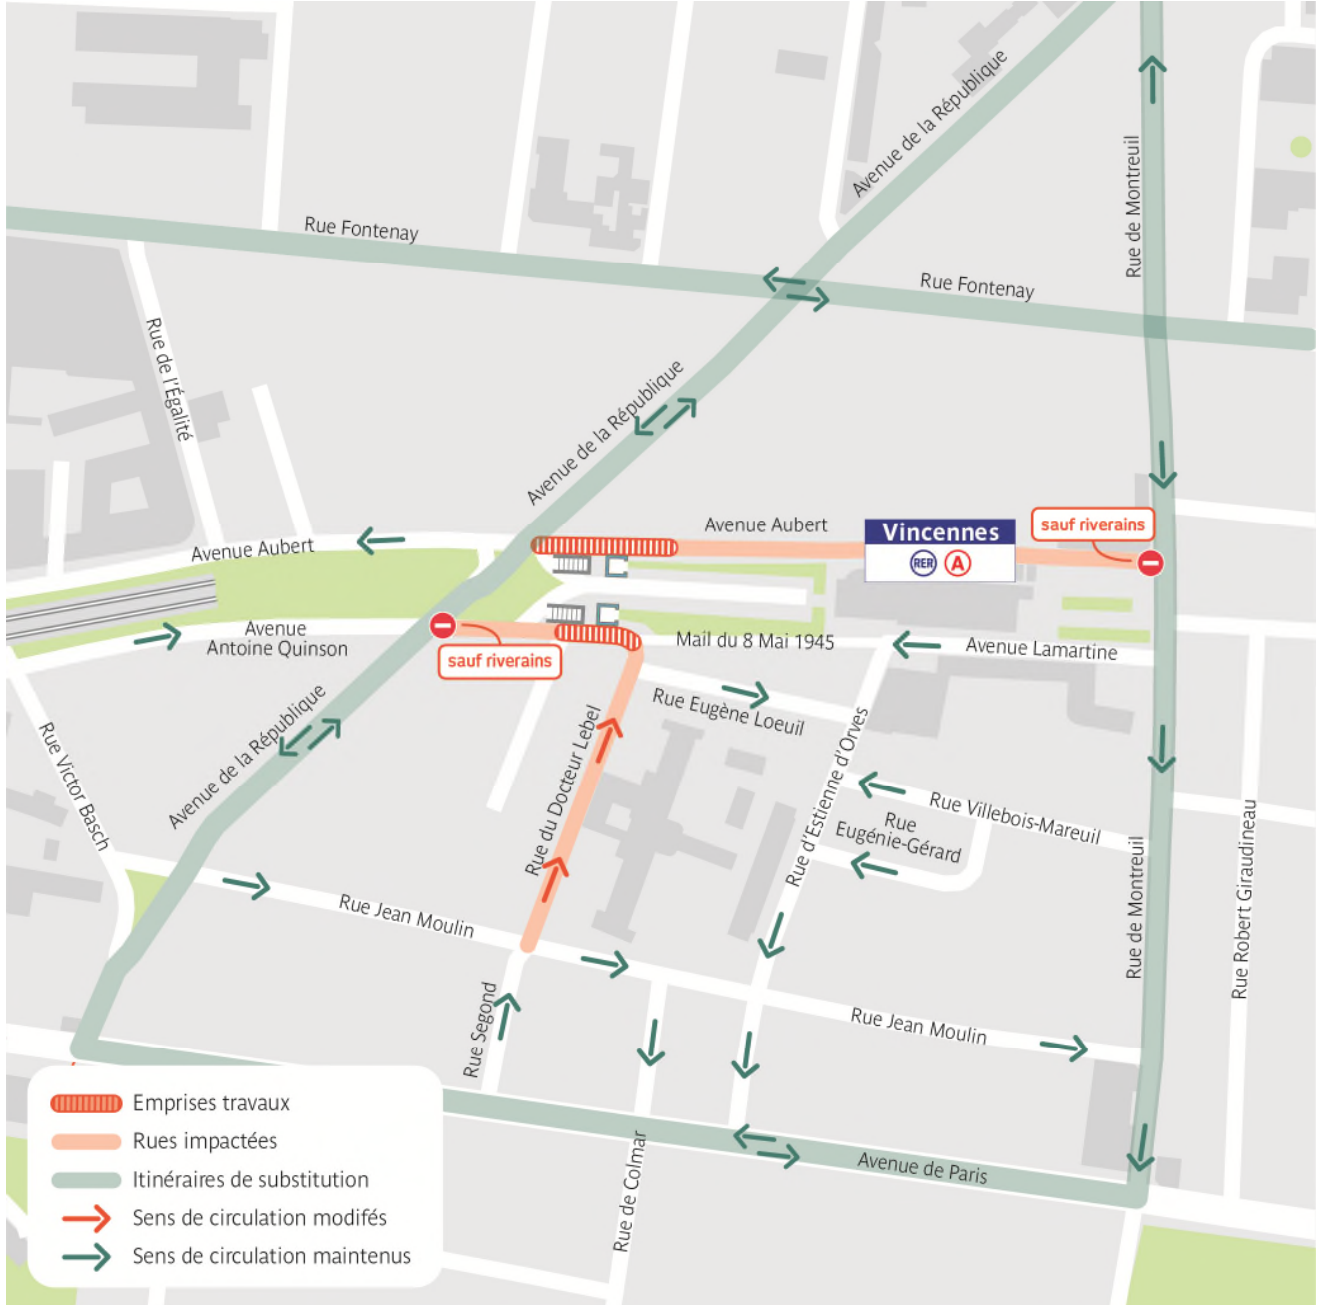 Avenue de la République
Rue de Montreuil
Rue Fontenay
Rue Fontenay
Rue de l'Égalité
Avenue de la République
Avenue Aubert
Vincennes
RER A
sauf riverains
Avenue Aubert
Avenue
Antoine Quinson
sauf riverains
Mail du 8 Mai 1945
Avenue Lamartine
Rue Eugène Loeuil
Avenue de la République
Rue Victor Basch
Rue du Docteur Lebel
Rue d'Estienne d'Orves
Rue Villebois-Mareuil
Rue
Eugénie-Gérard
Rue de Montreuil
Rue Robert Giraudineau
Rue Jean Moulin
Rue Segond
Rue Jean Moulin
Rue de Colmar
Avenue de Paris
Emprises travaux
Rues impactées
Itinéraires de substitution
Sens de circulation modifés
Sens de circulation maintenus